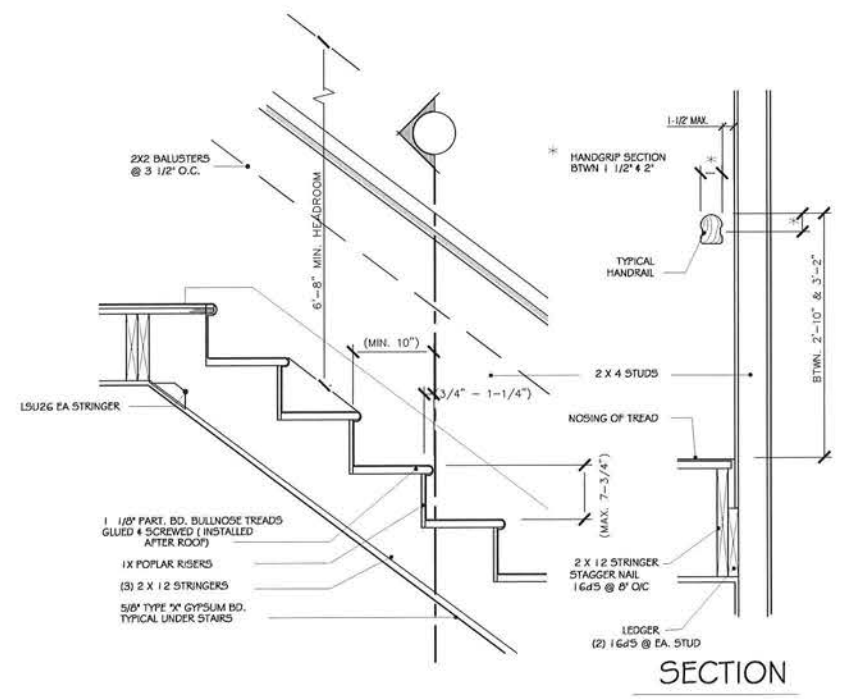 2X2 BALUSTERS
@ 3 1/2" O.C.
6'-8" MIN. HEADROOM
(MIN. 10")
(3/4" - 1-1/4")
(MAX. 7-3/4")
LSU26 EA STRINGER
1 1/8" PART. BD. BULLNOSE TREADS
GLUED & SCREWED ( INSTALLED
AFTER ROOF)
1X POPLAR RISERS
(3) 2 X 12 STRINGERS
5/8" TYPE "X" GYPSUM BD.
TYPICAL UNDER STAIRS
1-1/2" MAX.
* HANDGRIP SECTION
BTWN 1 1/2" & 2"
*
*
TYPICAL
HANDRAIL
BTWN. 2'-10" & 3'-2"
2 X 4 STUDS
NOSING OF TREAD
2 X 12 STRINGER
STAGGER NAIL
16dS @ 8" O/C
LEDGER
(2) 16dS @ EA. STUD
SECTION